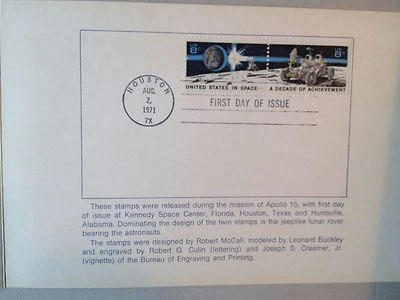 US 8c US 8c
UNITED STATES IN SPACE A DECADE OF ACHIEVEMENT
HOUSTON
AUG.
2
1971
TX
FIRST DAY OF ISSUE
These stamps were released during the mission of Apollo 15, with first day
of issue at Kennedy Space Center, Florida, Houston, Texas and Huntsville,
Alabama. Dominating the design of the twin stamps is the jeeplike lunar rover
bearing the astronauts.
The stamps were designed by Robert McCall, modeled by Leonard Buckley
and engraved by Robert G. Culin (lettering) and Joseph S. Creamer, Jr.
(vignette) of the Bureau of Engraving and Printing.